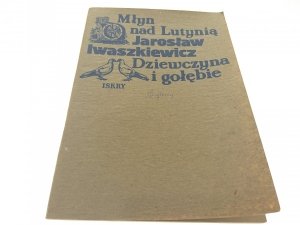 Młyn
nad Lutynią
Jarosław
Iwaszkiewicz
Dziewczyna
i gołębie
ISKRY